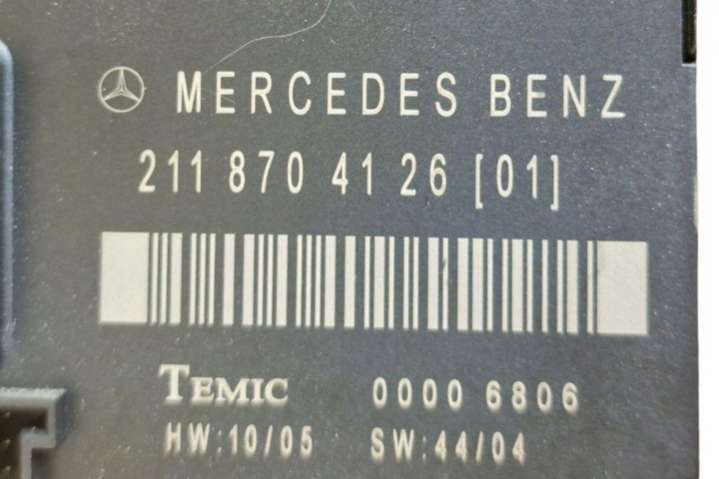 MERCEDES BENZ
211 870 41 26 [01]
TEMIC 0000 6806
HW:10/05 SW:44/04